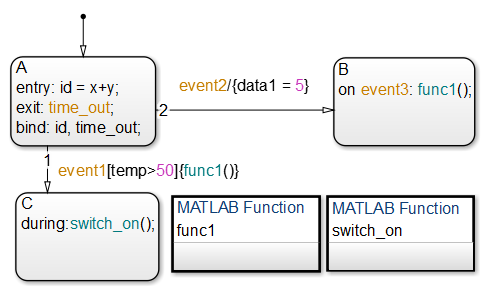 A
entry: id = x+y;
exit: time_out;
bind: id, time_out;
2
event2/{data1 = 5}
B
on event3: func1();
1
event1[temp>50]{func1()}
C
during:switch_on();
MATLAB Function
func1
MATLAB Function
switch_on